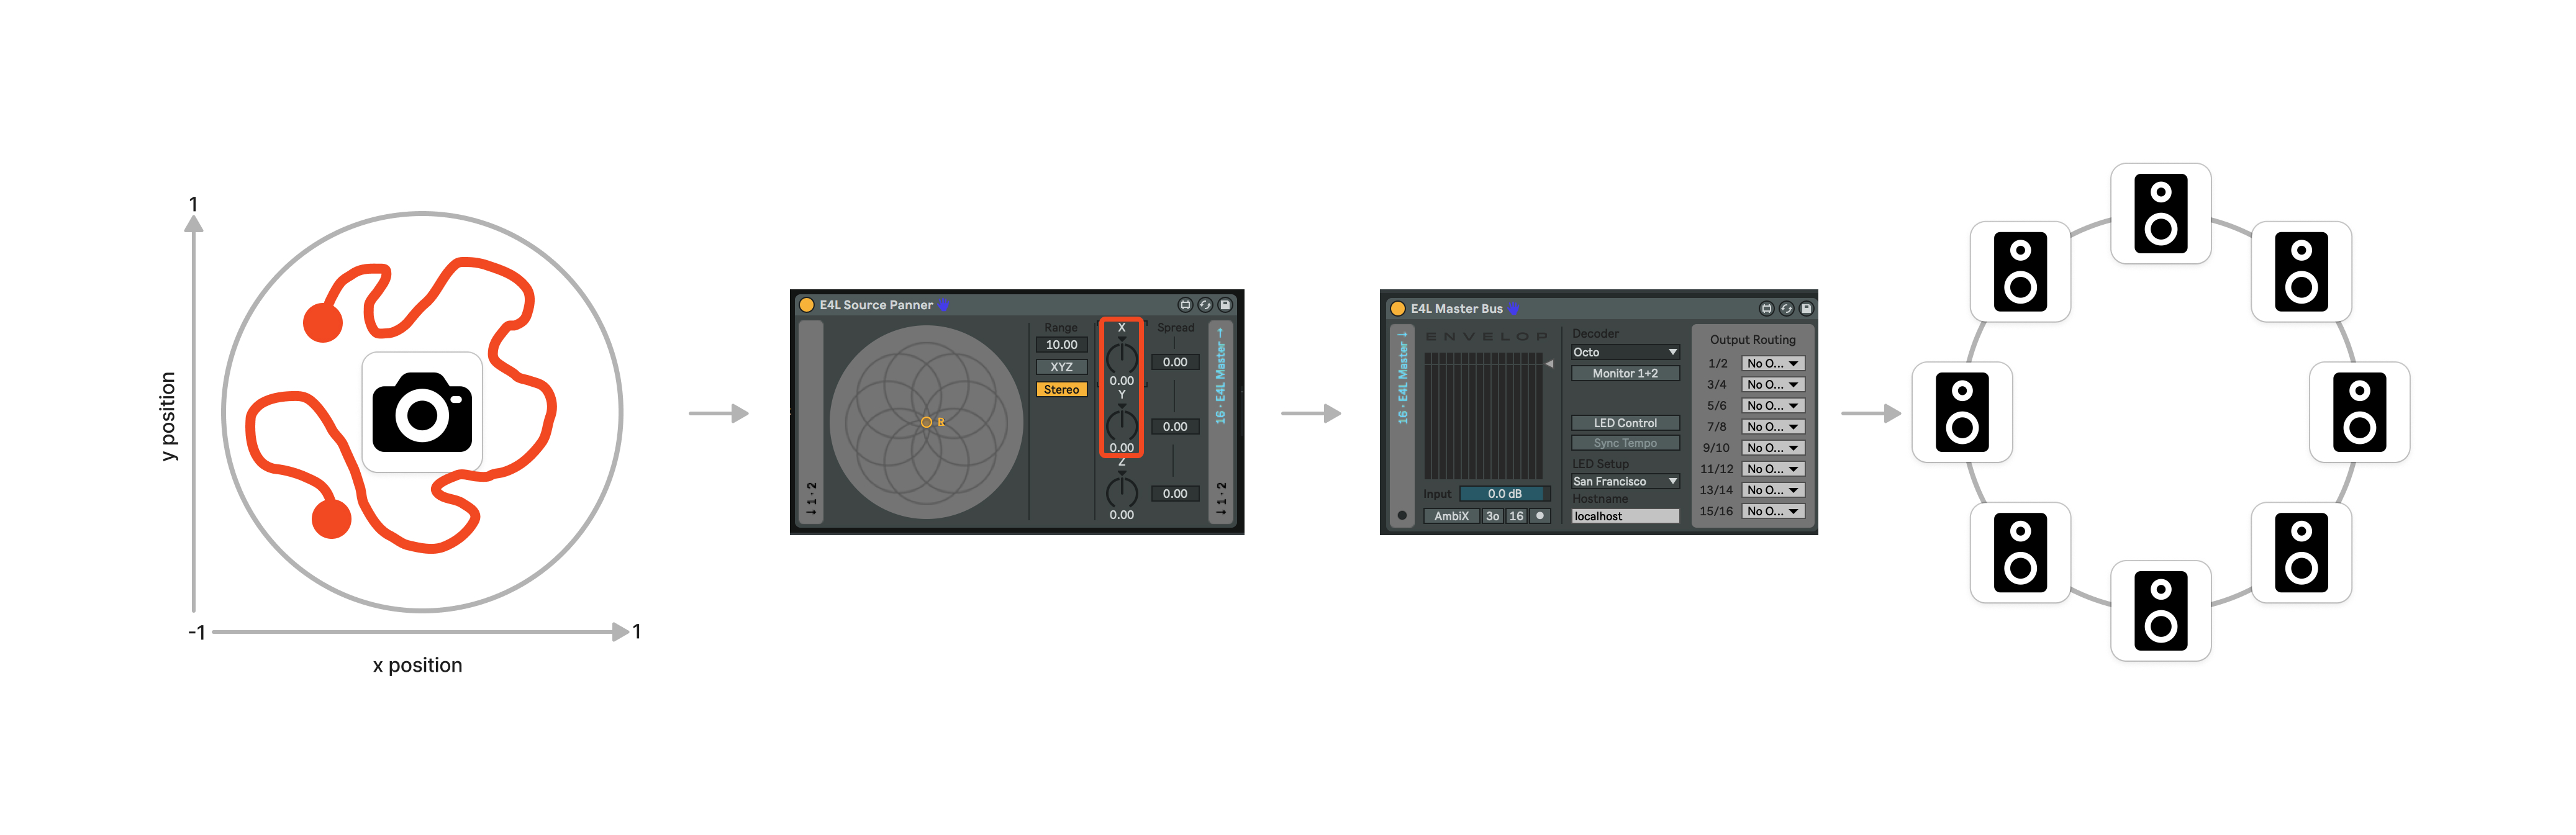 1
y position
-1
1
x position
E4L Source Panner
↓ 1 · 2
R
Range
10.00
XYZ
Stereo
X
0.00
Y
0.00
Z
0.00
Spread
0.00
0.00
0.00
16 · E4L Master →
↓ 1 · 2
E4L Master Bus
16 · E4L Master ↓
ENVELOP
Input
0.0 dB
AmbiX
3o
16
Decoder
Octo
Monitor 1+2
LED Control
Sync Tempo
LED Setup
San Francisco
Hostname
localhost
Output Routing
1/2 No O...
3/4 No O...
5/6 No O...
7/8 No O...
9/10 No O...
11/12 No O...
13/14 No O...
15/16 No O...